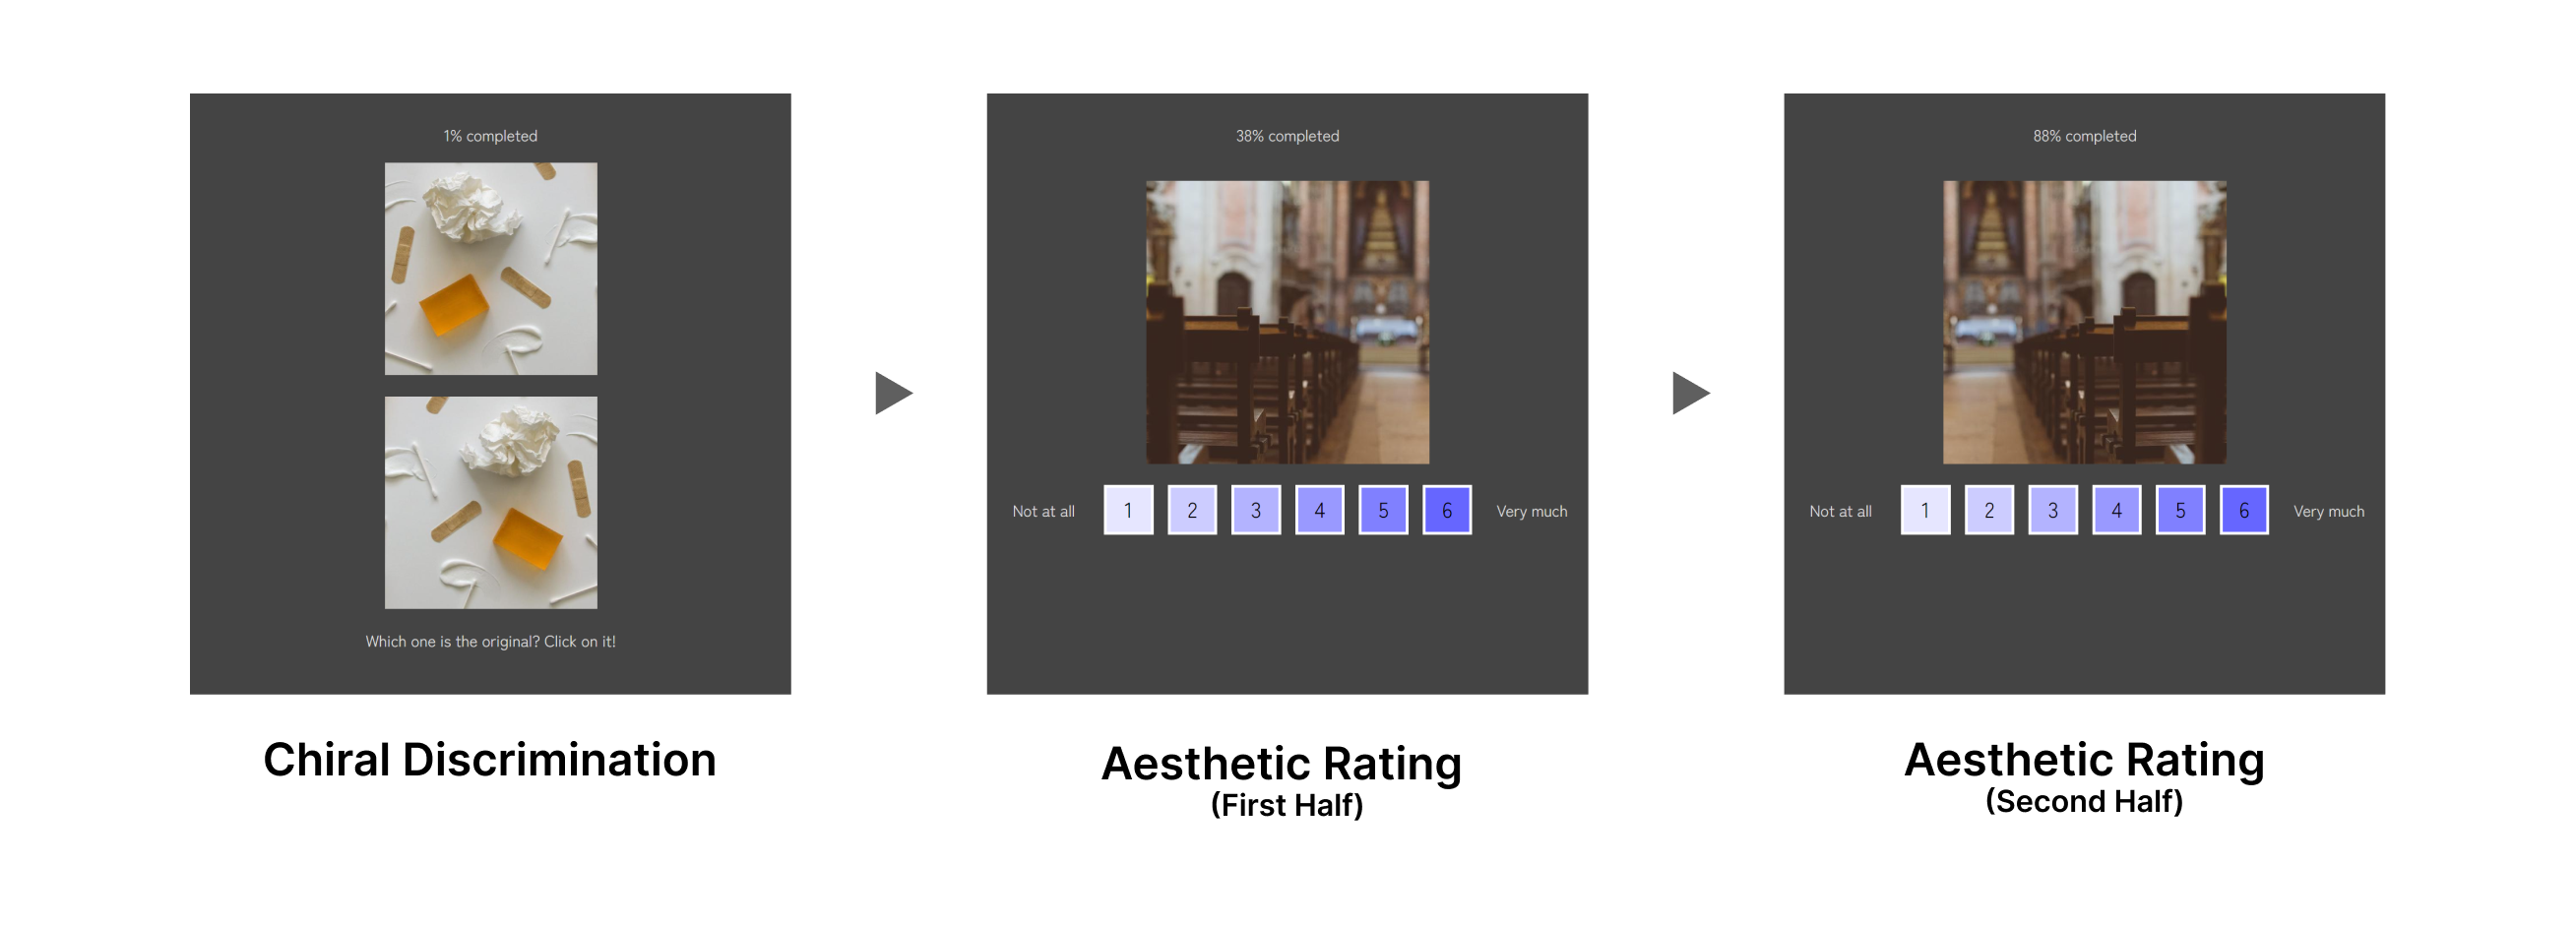 1% completed
Which one is the original? Click on it!
Chiral Discrimination
38% completed
Not at all 1 2 3 4 5 6 Very much
Aesthetic Rating
(First Half)
88% completed
Not at all 1 2 3 4 5 6 Very much
Aesthetic Rating
(Second Half)